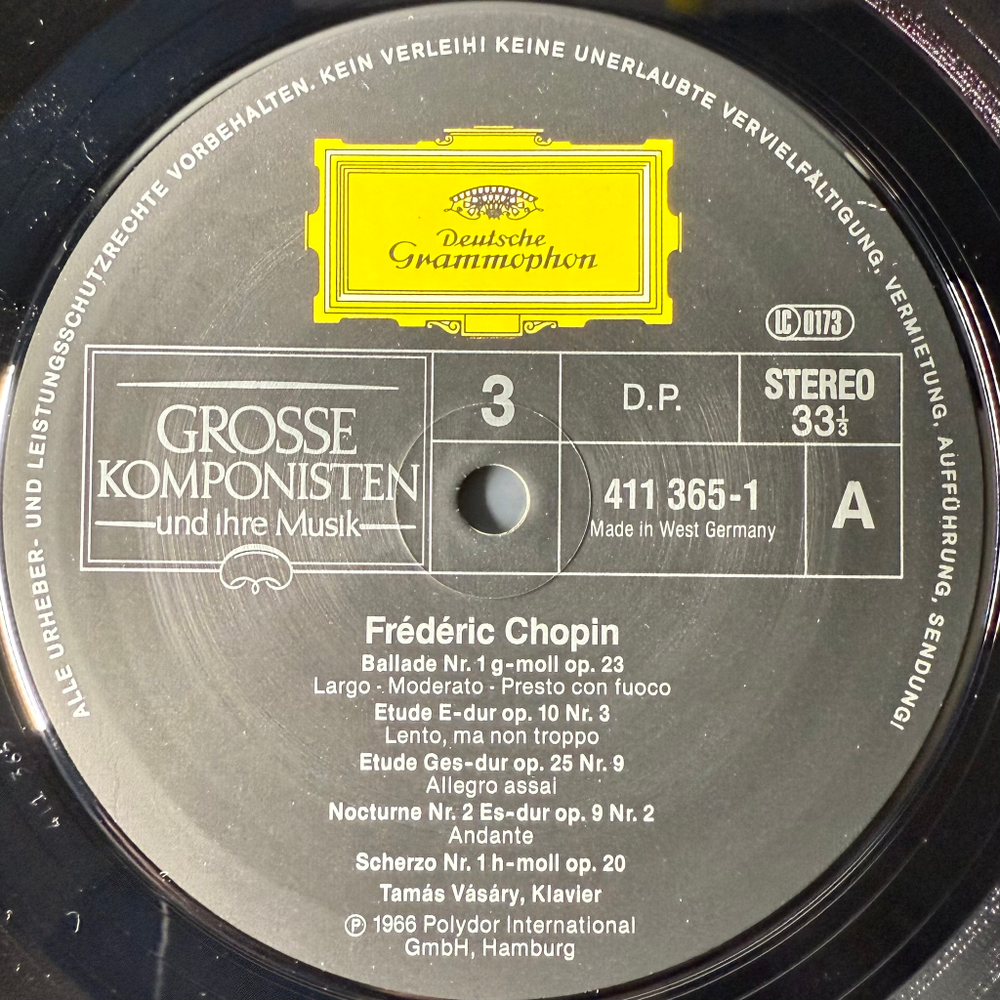 ALLE URHEBER- UND LEISTUNGSSCHUTZRECHTE VORBEHALTEN. KEIN VERLEIH! KEINE UNERLAUBTE VERVIELFÄLTIGUNG, VERMIETUNG, AUFFÜHRUNG, SENDUNG!
Deutsche
Grammophon
LC 0173
GROSSE
KOMPONISTEN
und ihre Musik
3
D.P.
STEREO
33⅓
411 365-1
Made in West Germany
A
Frédéric Chopin
Ballade Nr. 1 g-moll op. 23
Largo - Moderato - Presto con fuoco
Etude E-dur op. 10 Nr. 3
Lento, ma non troppo
Etude Ges-dur op. 25 Nr. 9
Allegro assai
Nocturne Nr. 2 Es-dur op. 9 Nr. 2
Andante
Scherzo Nr. 1 h-moll op. 20
Tamás Vásáry, Klavier
℗ 1966 Polydor International
GmbH, Hamburg